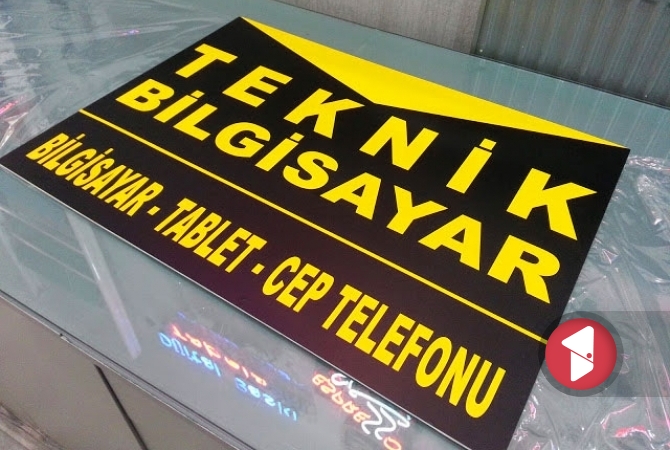 TEKNİK
BİLGİSAYAR
BİLGİSAYAR - TABLET - CEP TELEFONU